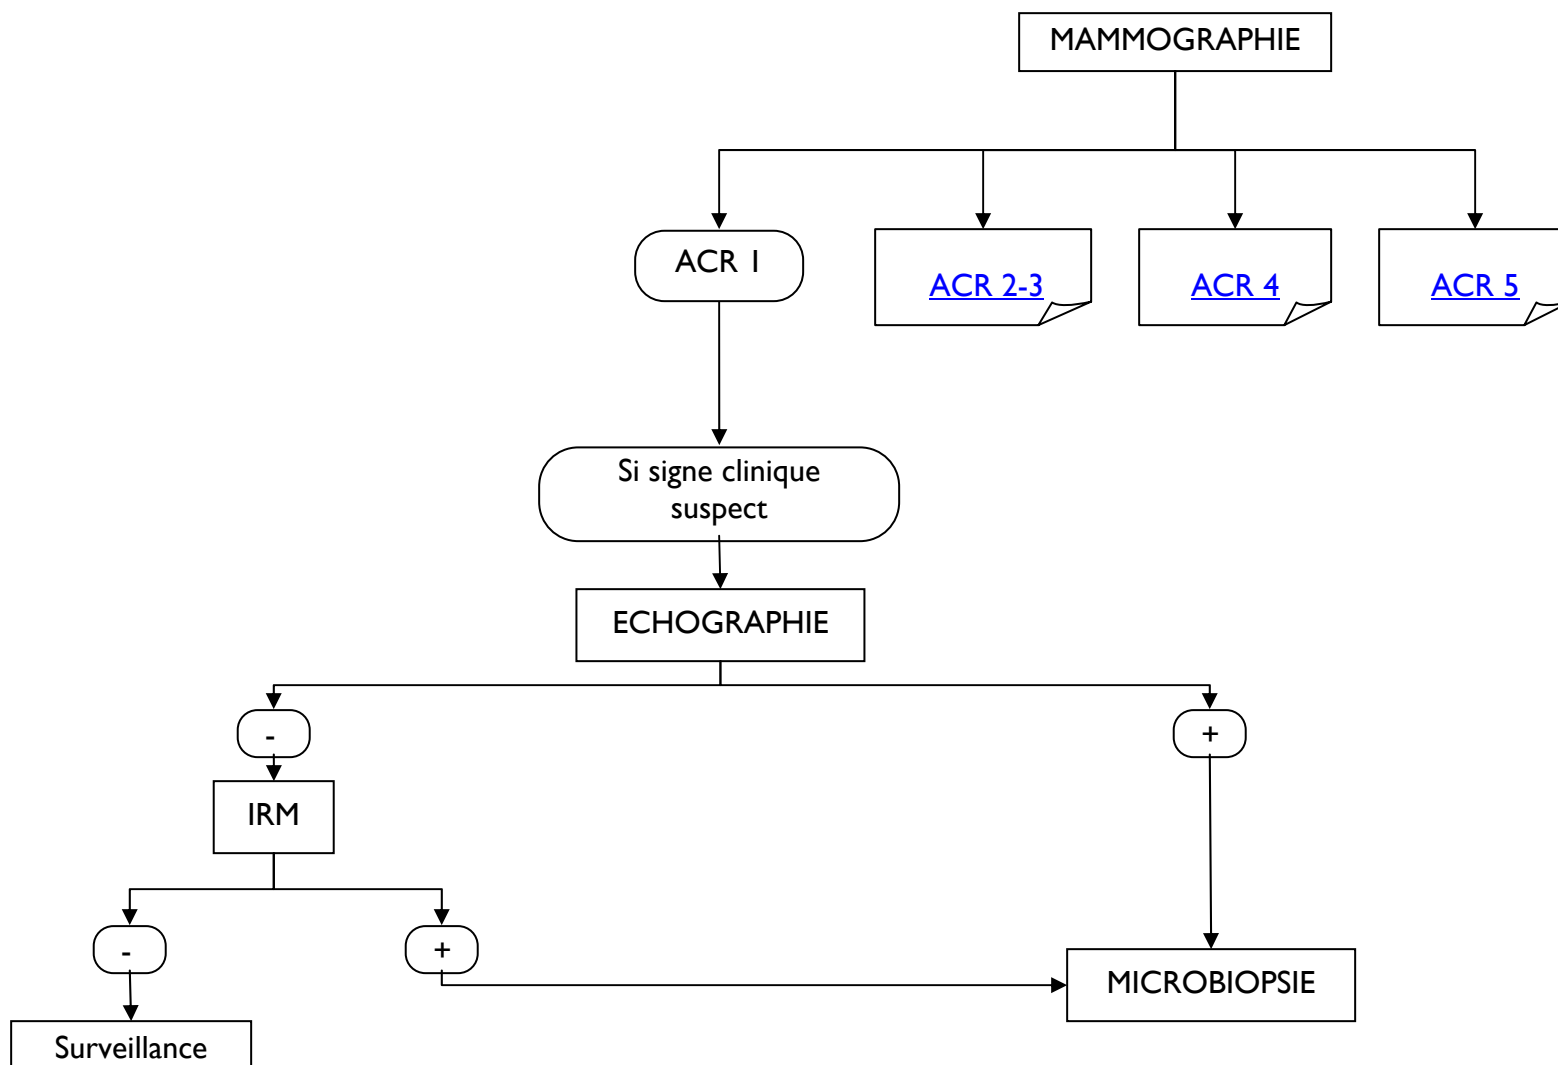 MAMMOGRAPHIE
ACR 1
ACR 2-3
ACR 4
ACR 5
Si signe clinique
suspect
ECHOGRAPHIE
-
+
IRM
-
+
MICROBIOPSIE
Surveillance